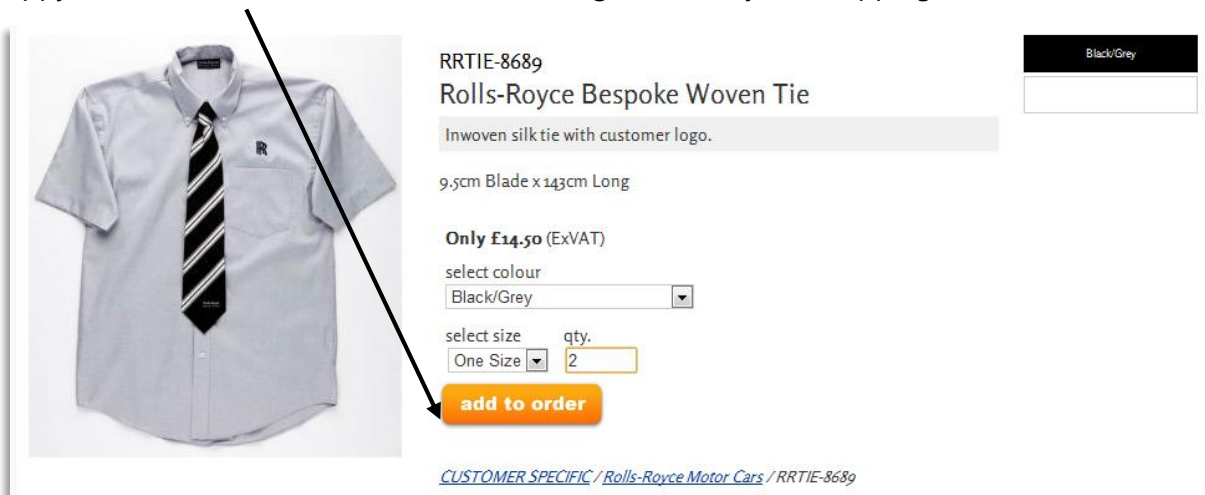 RRTIE-8689
Rolls-Royce Bespoke Woven Tie
Inwoven silk tie with customer logo.
9.5cm Blade x 143cm Long
Only £14.50 (ExVAT)
select colour
Black/Grey
select size qty.
One Size 2
add to order
CUSTOMER SPECIFIC / Rolls-Royce Motor Cars / RRTIE-8689
Black/Grey
RR